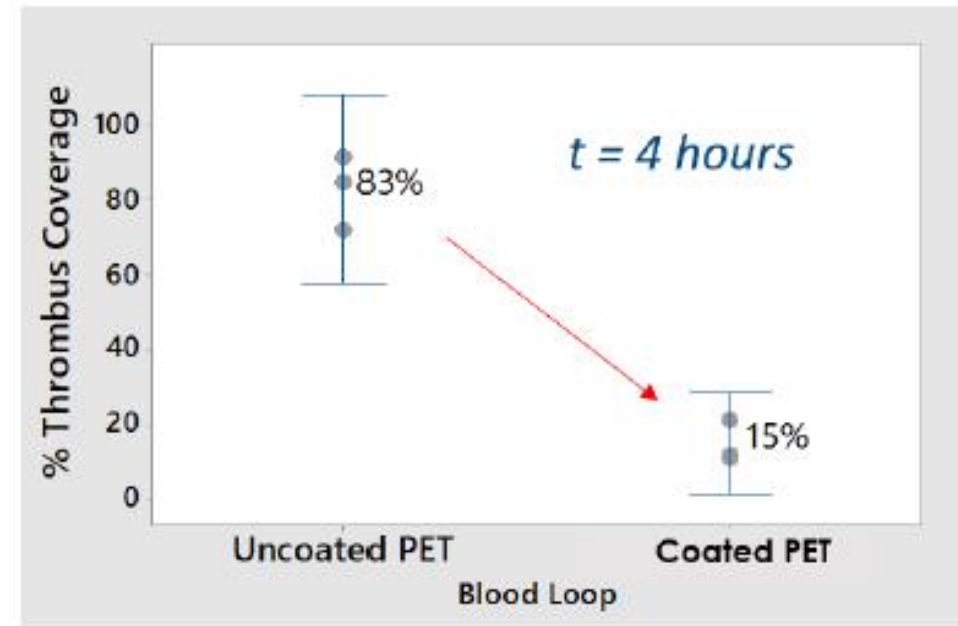 % Thrombus Coverage
100
80
60
40
20
0
t = 4 hours
83%
15%
Uncoated PET
Coated PET
Blood Loop